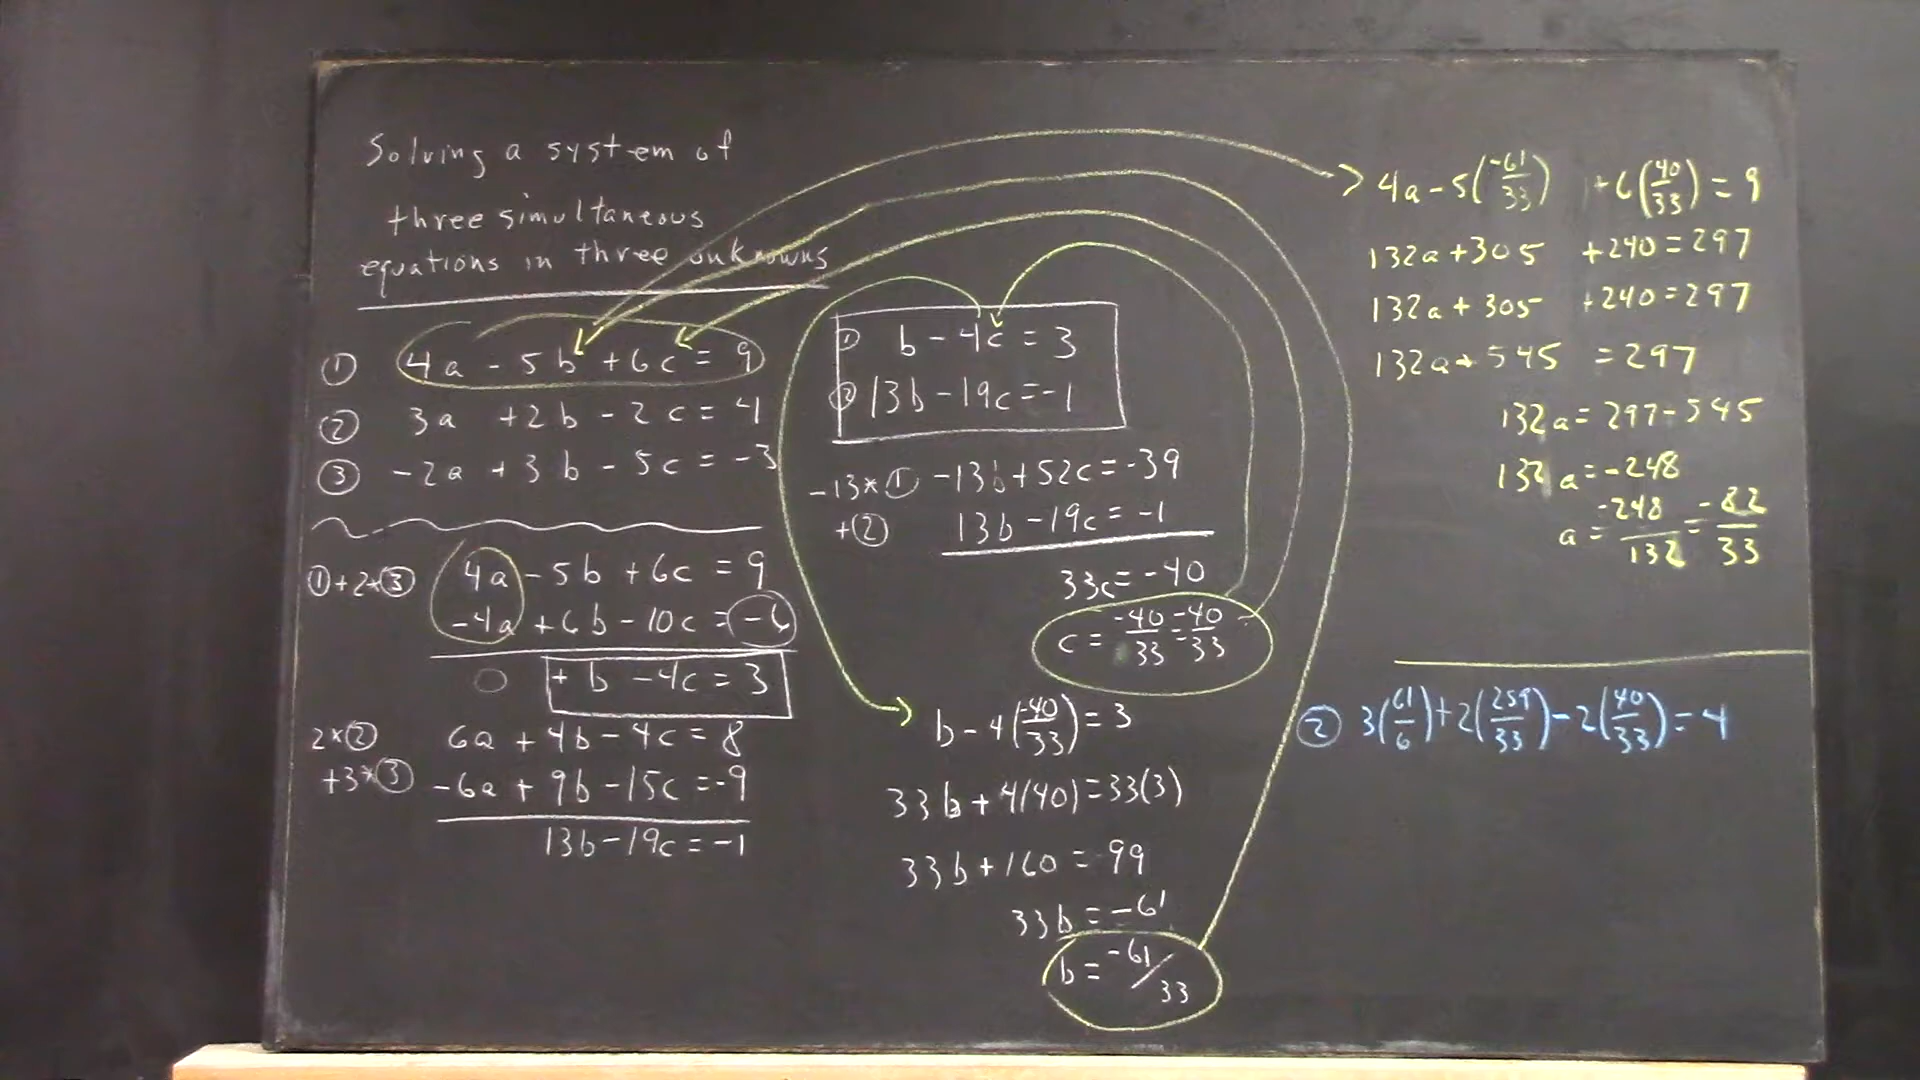 Solving a system of
three simultaneous
equations in three unknowns
① 4a - 5b + 6c = 9
② 3a + 2b - 2c = 4
③ -2a + 3b - 5c = -3
①+2*③ 4a - 5b + 6c = 9
-4a + 6b - 10c = -6
0 + b - 4c = 3
2*② 6a + 4b - 4c = 8
+3*③ -6a + 9b - 15c = -9
13b - 19c = -1
① b - 4c = 3
② 13b - 19c = -1
-13*① -13b + 52c = -39
+② 13b - 19c = -1
33c = -40
c = -40/33 = -40/33
b - 4(-40/33) = 3
33b + 4(40) = 33(3)
33b + 160 = 99
33b = -61
b = -61/33
4a - 5(-61/33) + 6(40/33) = 9
132a + 305 + 240 = 297
132a + 305 + 240 = 297
132a + 545 = 297
132a = 297 - 545
132a = -248
a = -248/132 = -82/33
② 3(61/6) + 2(259/33) - 2(40/33) = 4